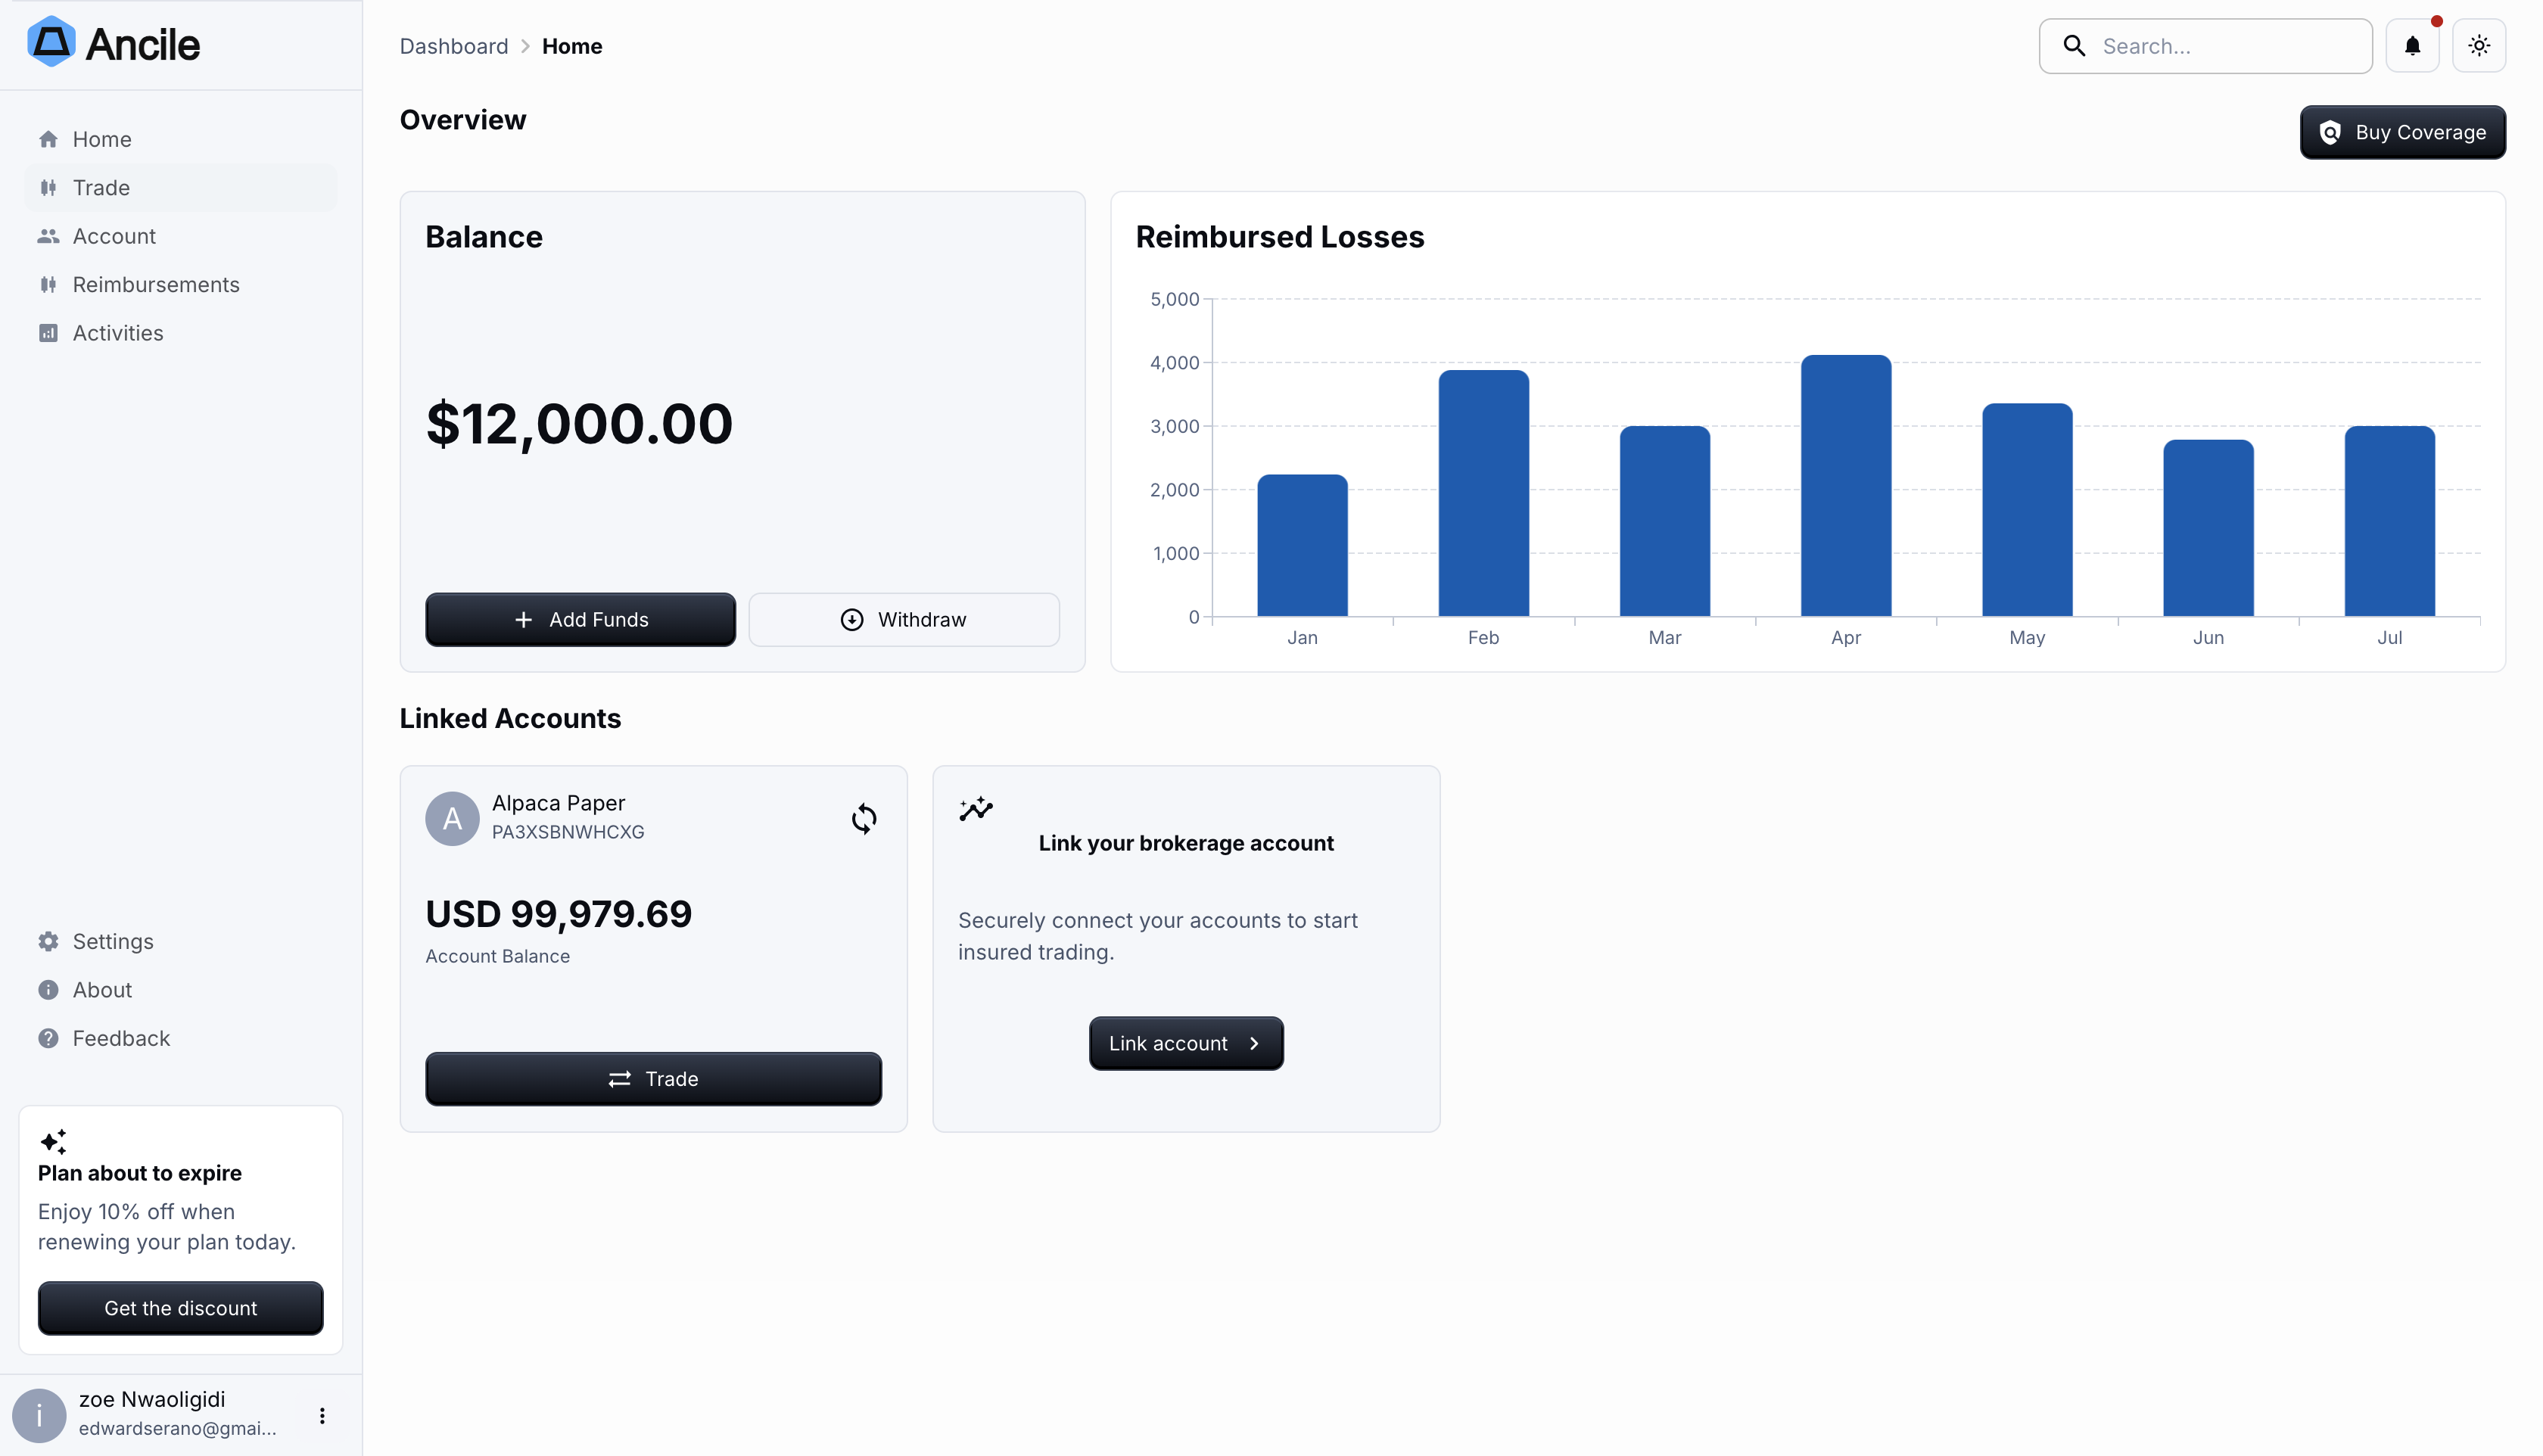 Ancile
Home
Trade
Account
Reimbursements
Activities
Settings
About
Feedback
Plan about to expire
Enjoy 10% off when
renewing your plan today.
Get the discount
i
zoe Nwaoligidi
edwardserano@gmai...
Dashboard
Home
Search...
Overview
Buy Coverage
Balance
$12,000.00
Add Funds
Withdraw
Reimbursed Losses
5,000
4,000
3,000
2,000
1,000
0
Jan Feb Mar Apr May Jun Jul
Linked Accounts
A
Alpaca Paper
PA3XSBNWHCXG
USD 99,979.69
Account Balance
Trade
Link your brokerage account
Securely connect your accounts to start
insured trading.
Link account